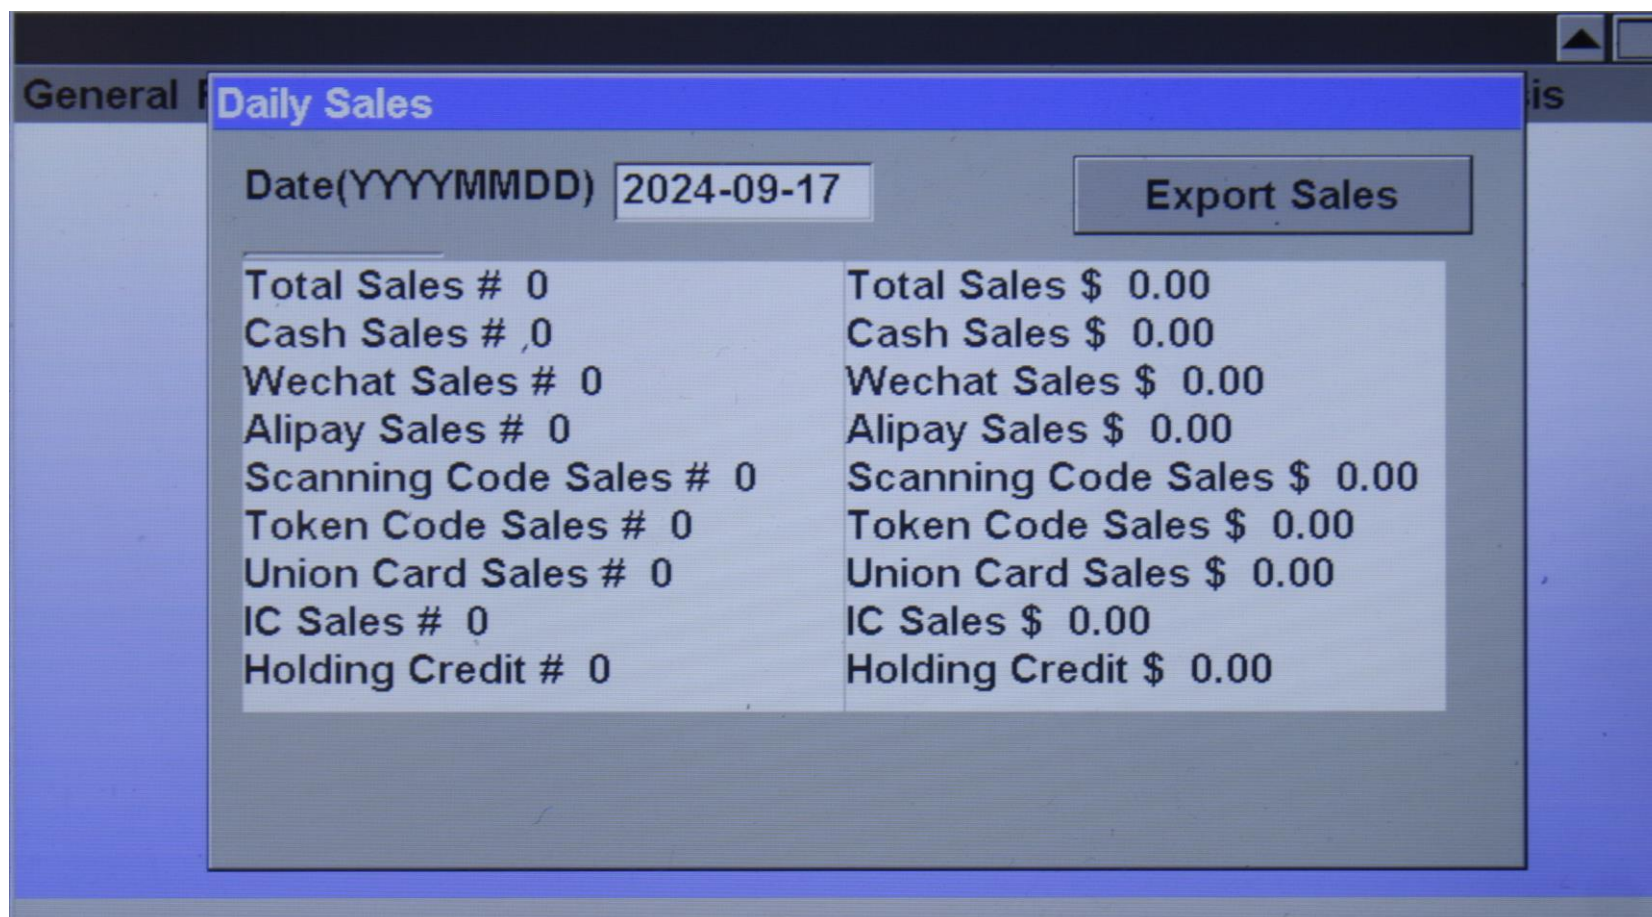 General
Daily Sales
is
Date(YYYYMMDD) 2024-09-17
Export Sales
Total Sales # 0 Total Sales $ 0.00
Cash Sales # 0 Cash Sales $ 0.00
Wechat Sales # 0 Wechat Sales $ 0.00
Alipay Sales # 0 Alipay Sales $ 0.00
Scanning Code Sales # 0 Scanning Code Sales $ 0.00
Token Code Sales # 0 Token Code Sales $ 0.00
Union Card Sales # 0 Union Card Sales $ 0.00
IC Sales # 0 IC Sales $ 0.00
Holding Credit # 0 Holding Credit $ 0.00